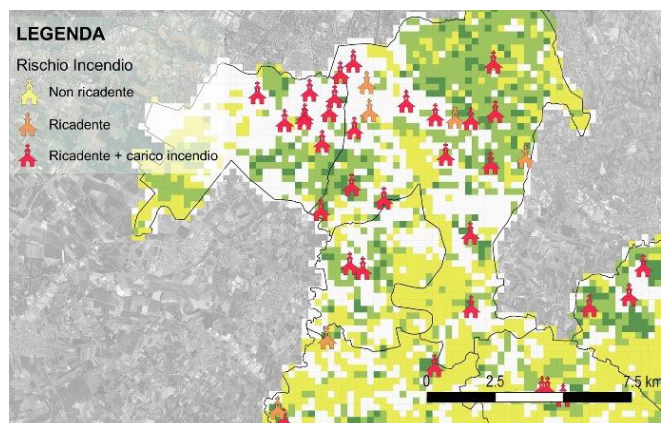 LEGENDA
Rischio Incendio
Non ricadente
Ricadente
Ricadente + carico incendio
0 2.5 7.5 km